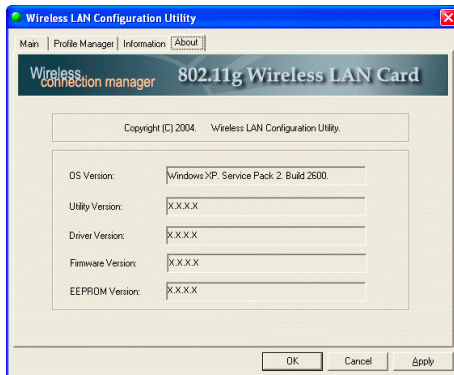 Wireless LAN Configuration Utility
Main Profile Manager Information About
Wireless connection manager
802.11g Wireless LAN Card
Copyright (C) 2004. Wireless LAN Configuration Utility.
OS Version: Windows XP. Service Pack 2. Build 2600.
Utility Version: X.X.X.X
Driver Version: X.X.X.X
Firmware Version: X.X.X.X
EEPROM Version: X.X.X.X
OK Cancel Apply